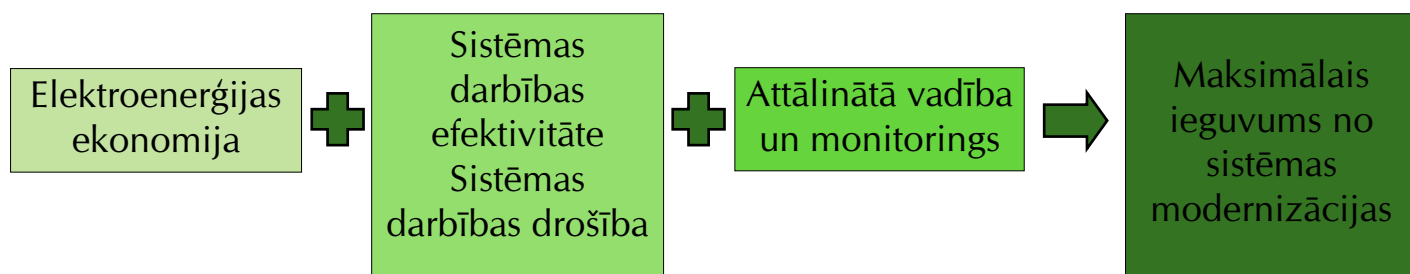 Elektroenerģijas
ekonomija
Sistēmas
darbības
efektivitāte
Sistēmas
darbības drošība
Attālinātā vadība
un monitorings
Maksimālais
ieguvums no
sistēmas
modernizācijas